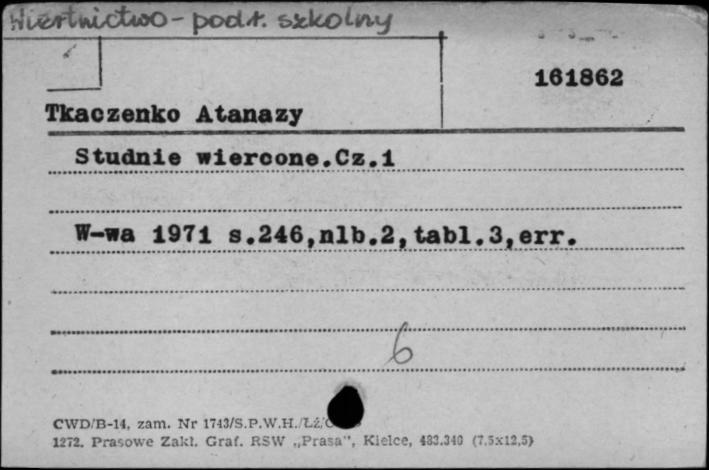 Wiertnictwo - podr. szkolny
161862
Tkaczenko Atanazy
Studnie wiercone.Cz.1
W-wa 1971 s.246,nlb.2,tabl.3,err.
6
CWD/B-14, zam. Nr 1743/S.P.W.H./Łź/
1272. Prasowe Zakł. Graf. RSW „Prasa”, Kielce, 483.340 (7,5x12,5)